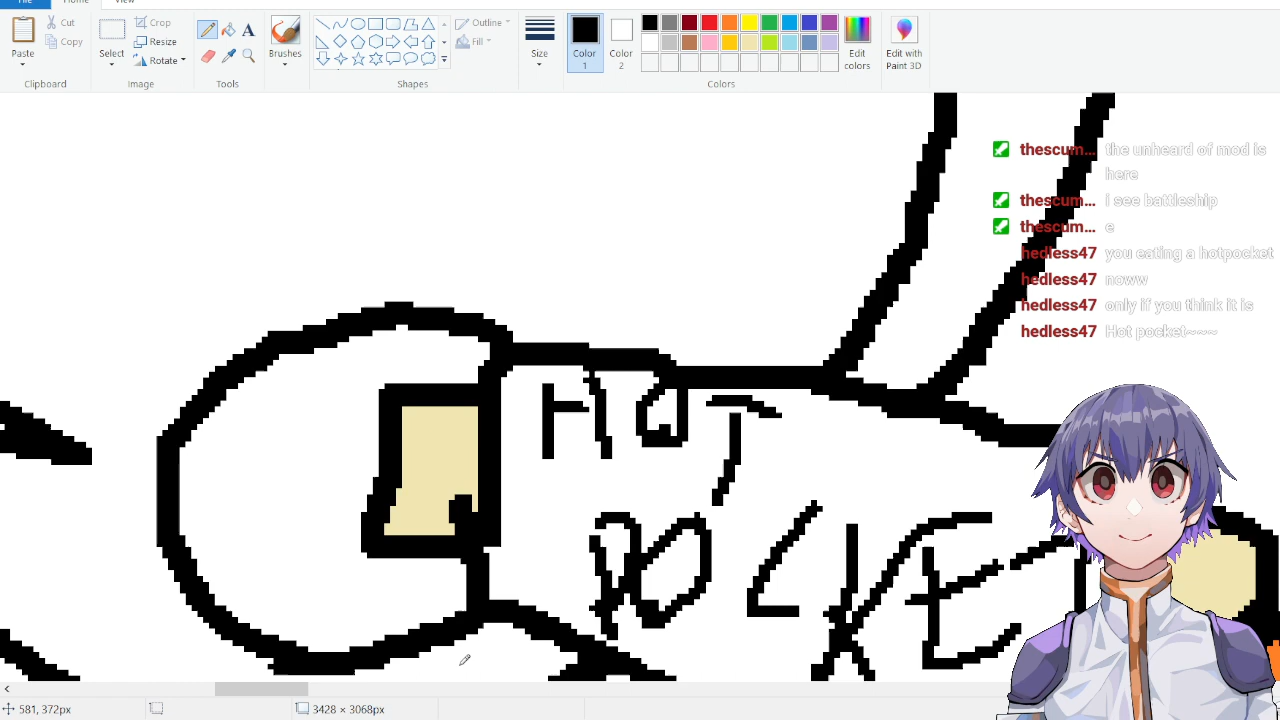 File Home View
Cut
Copy
Paste
Clipboard
Crop
Resize
Rotate
Select
Image
Tools
Brushes
Outline
Fill
Shapes
Size
Color 1
Color 2
Edit colors
Colors
Edit with Paint 3D
thescum... the unheard of mod is
here
thescum... I see battleship
thescum... e
hedless47 you eating a hotpocket
hedless47 noww
hedless47 only if you think it is
hedless47 Hot pocket~~~
HOT
POCKE
581, 372px
3428 × 3068px